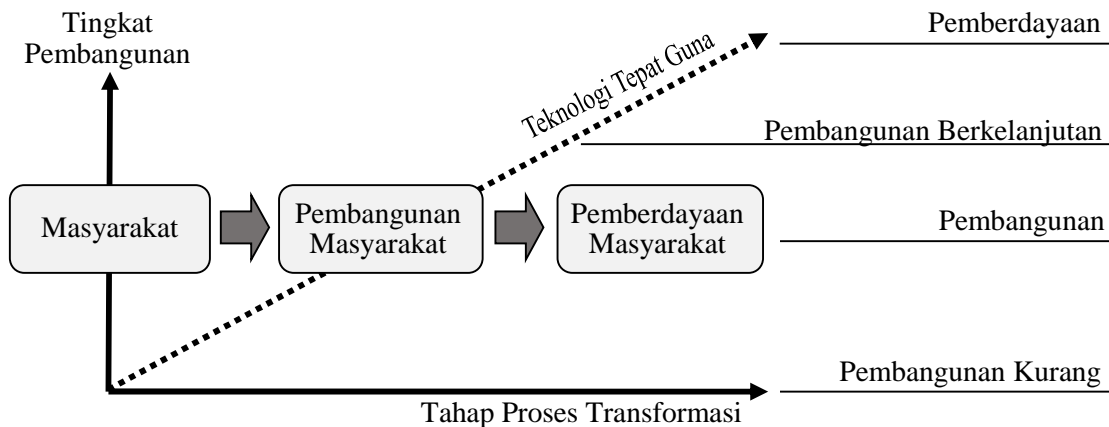 Tingkat
Pembangunan
Pemberdayaan
Teknologi Tepat Guna
Pembangunan Berkelanjutan
Masyarakat
Pembangunan
Masyarakat
Pemberdayaan
Masyarakat
Pembangunan
Pembangunan Kurang
Tahap Proses Transformasi